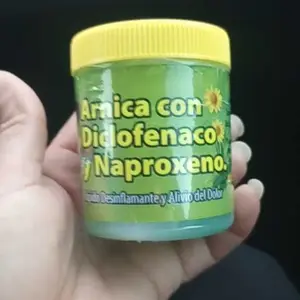 Arnica con
Diclofenaco
y Naproxeno.
Desinflamante y Alivio del Dolor